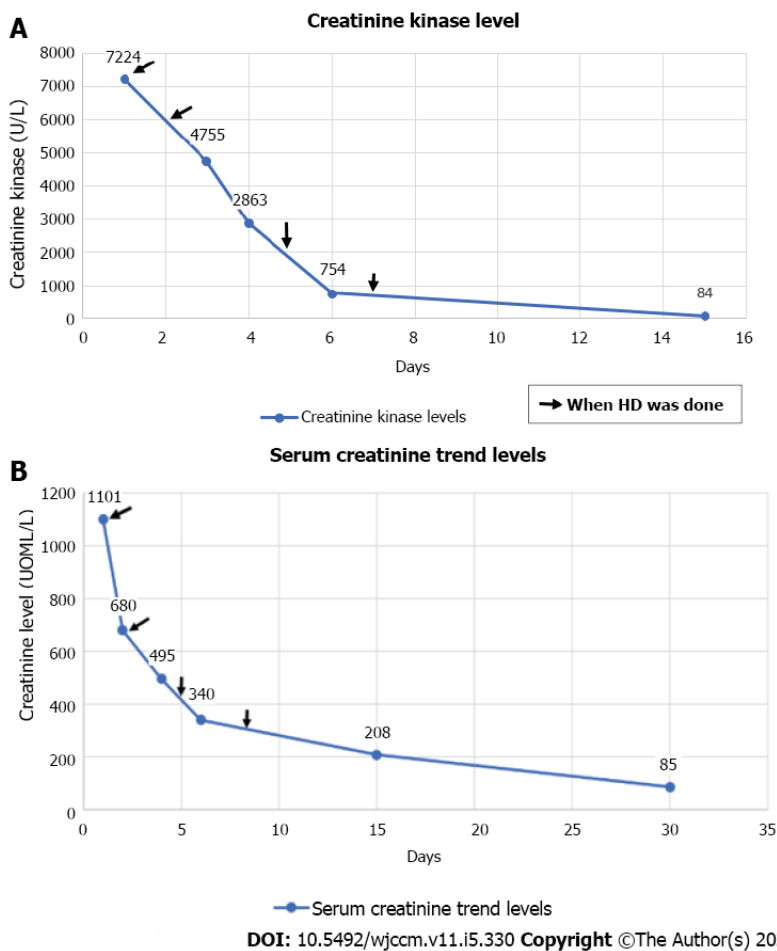 A
Creatinine kinase level
Creatinine kinase (U/L)
8000
7000
6000
5000
4000
3000
2000
1000
0
7224
4755
2863
754
84
0 2 4 6 8 10 12 14 16
Days
Creatinine kinase levels
When HD was done
B
Serum creatinine trend levels
Creatinine level (UOML/L)
1200
1000
800
600
400
200
0
1101
680
495
340
208
85
0 5 10 15 20 25 30 35
Days
Serum creatinine trend levels
DOI: 10.5492/wjccm.v11.i5.330 Copyright ©The Author(s) 20